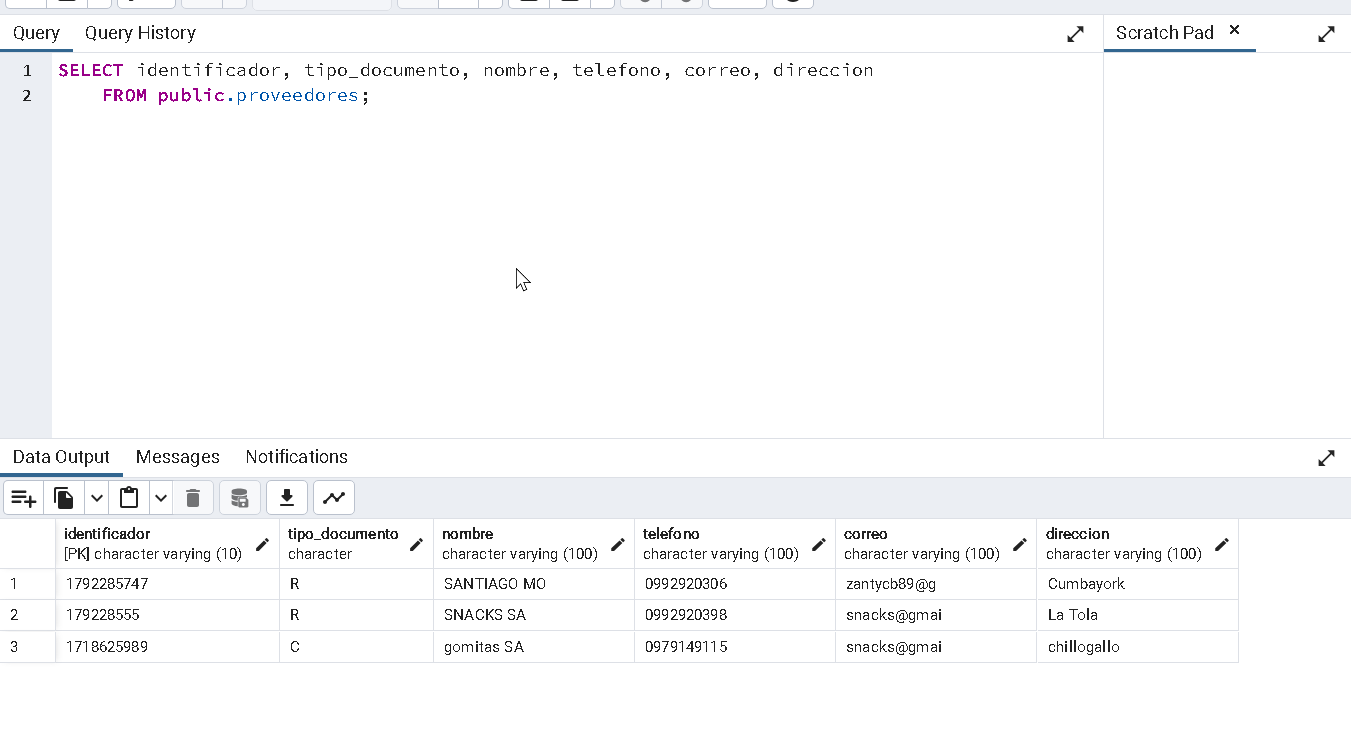 Query Query History Scratch Pad
1 SELECT identificador, tipo_documento, nombre, telefono, correo, direccion
2 FROM public.proveedores;
Data Output Messages Notifications
identificador tipo_documento nombre telefono correo direccion
[PK] character varying (10) character character varying (100) character varying (100) character varying (100) character varying (100)
1 1792285747 R SANTIAGO MO 0992920306 zantycb89@g Cumbayork
2 179228555 R SNACKS SA 0992920398 snacks@gmai La Tola
3 1718625989 C gomitas SA 0979149115 snacks@gmai chillogallo